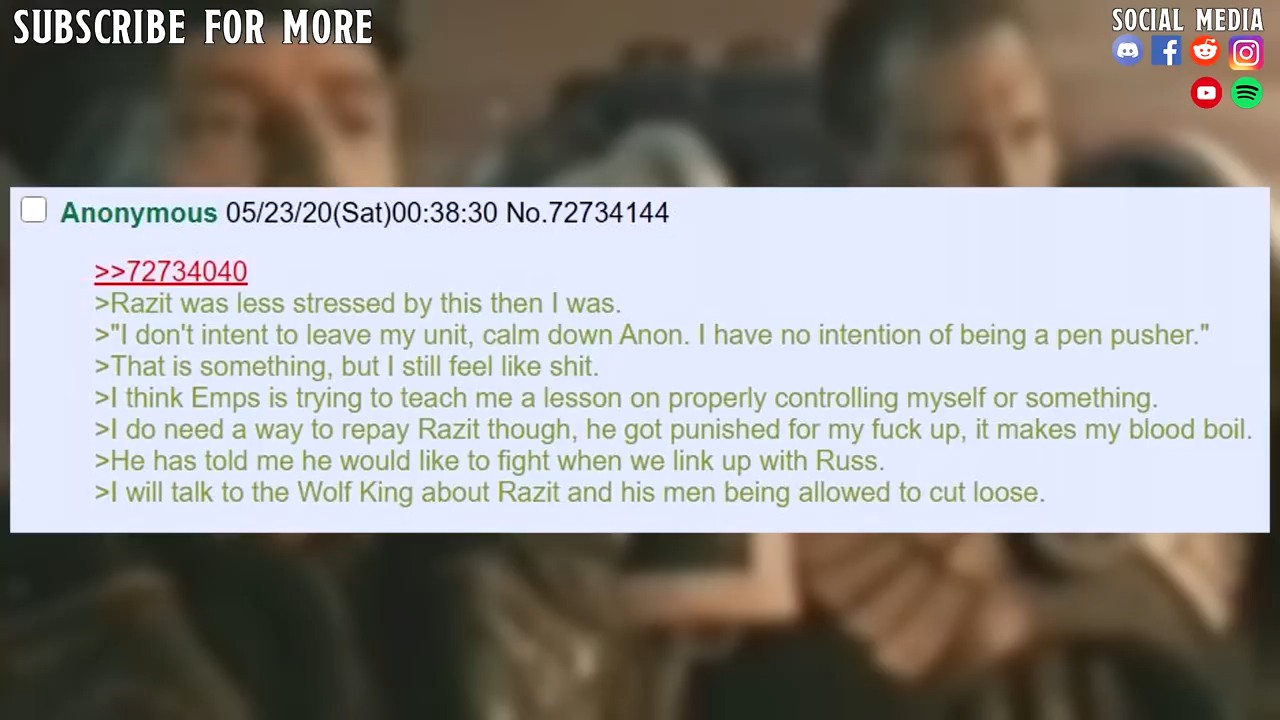 SUBSCRIBE FOR MORE
SOCIAL MEDIA
Anonymous 05/23/20(Sat)00:38:30 No.72734144
>>72734040
>Razit was less stressed by this then I was.
>"I don't intent to leave my unit, calm down Anon. I have no intention of being a pen pusher."
>That is something, but I still feel like shit.
>I think Emps is trying to teach me a lesson on properly controlling myself or something.
>I do need a way to repay Razit though, he got punished for my fuck up, it makes my blood boil.
>He has told me he would like to fight when we link up with Russ.
>I will talk to the Wolf King about Razit and his men being allowed to cut loose.